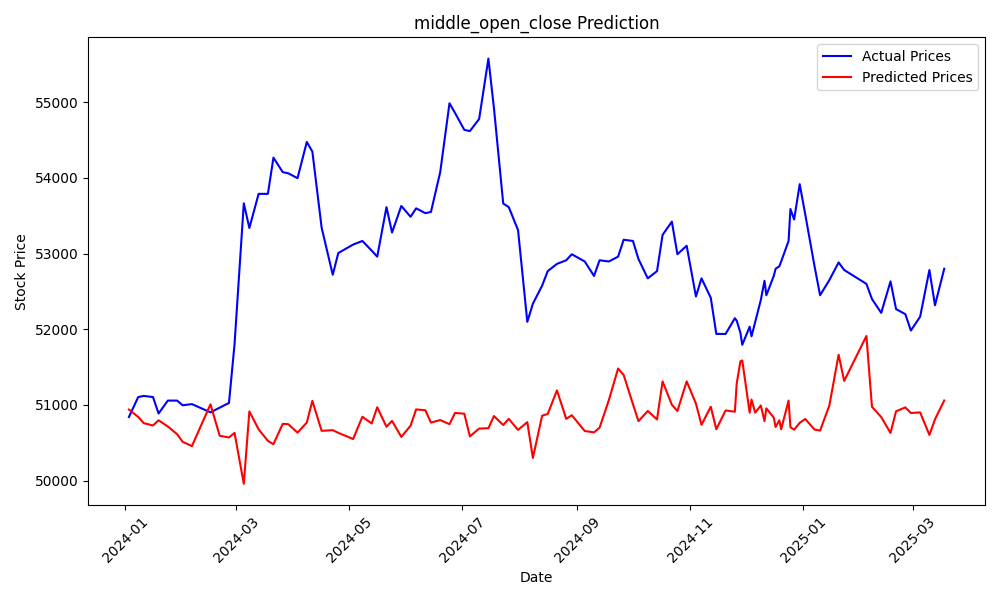 middle_open_close Prediction
Actual Prices
Predicted Prices
Stock Price
55000
54000
53000
52000
51000
50000
2024-01
2024-03
2024-05
2024-07
2024-09
2024-11
2025-01
2025-03
Date